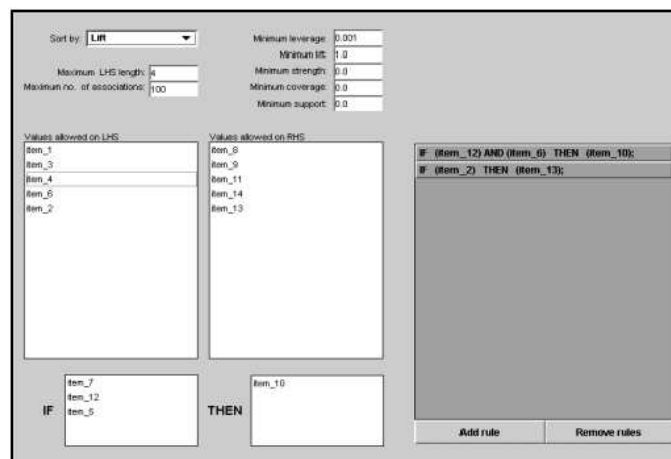 Sort by: Lift
Maximum LHS length: 4
Maximum no. of associations: 100
Minimum leverage: 0.001
Minimum lift: 1.0
Minimum strength: 0.0
Minimum coverage: 0.0
Minimum support: 0.0
Values allowed on LHS
item_1
item_3
item_4
item_6
item_2
Values allowed on RHS
item_8
item_9
item_11
item_14
item_13
IF (item_12) AND (item_6) THEN (item_10);
IF (item_2) THEN (item_13);
IF
item_7
item_12
item_5
THEN
item_10
Add rule
Remove rules